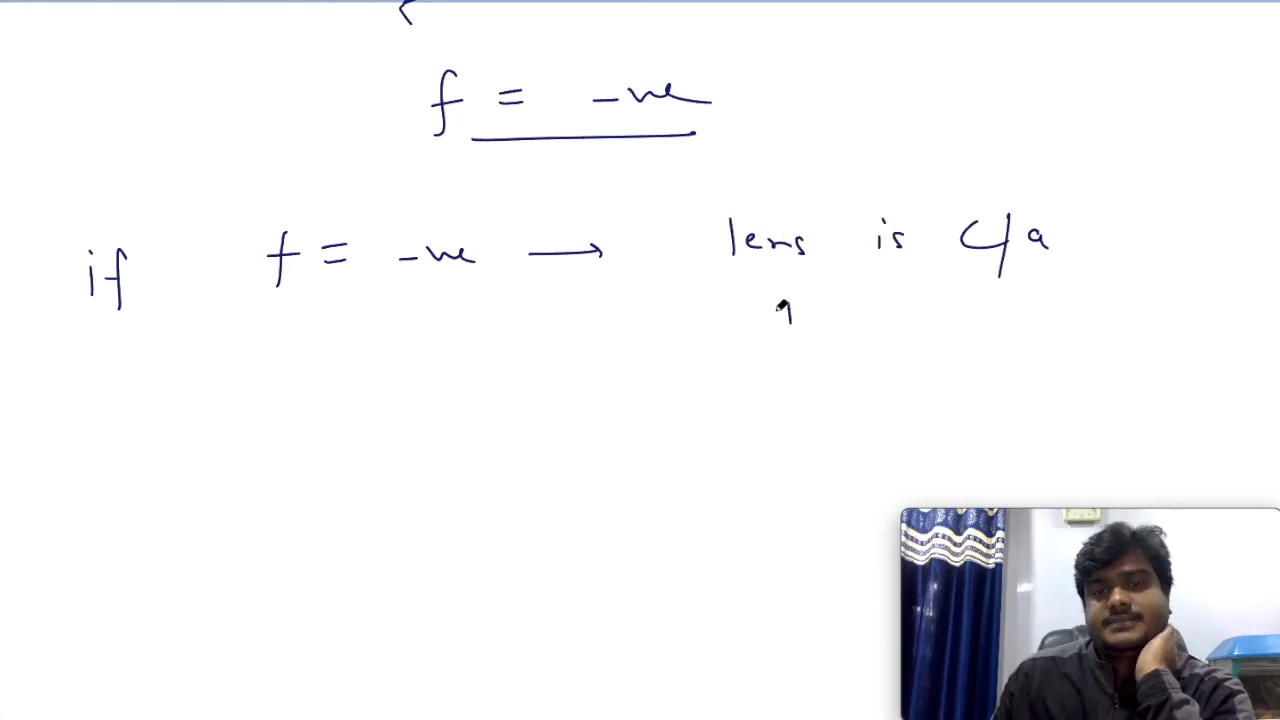 f = -ve
if f = -ve → lens is c/a